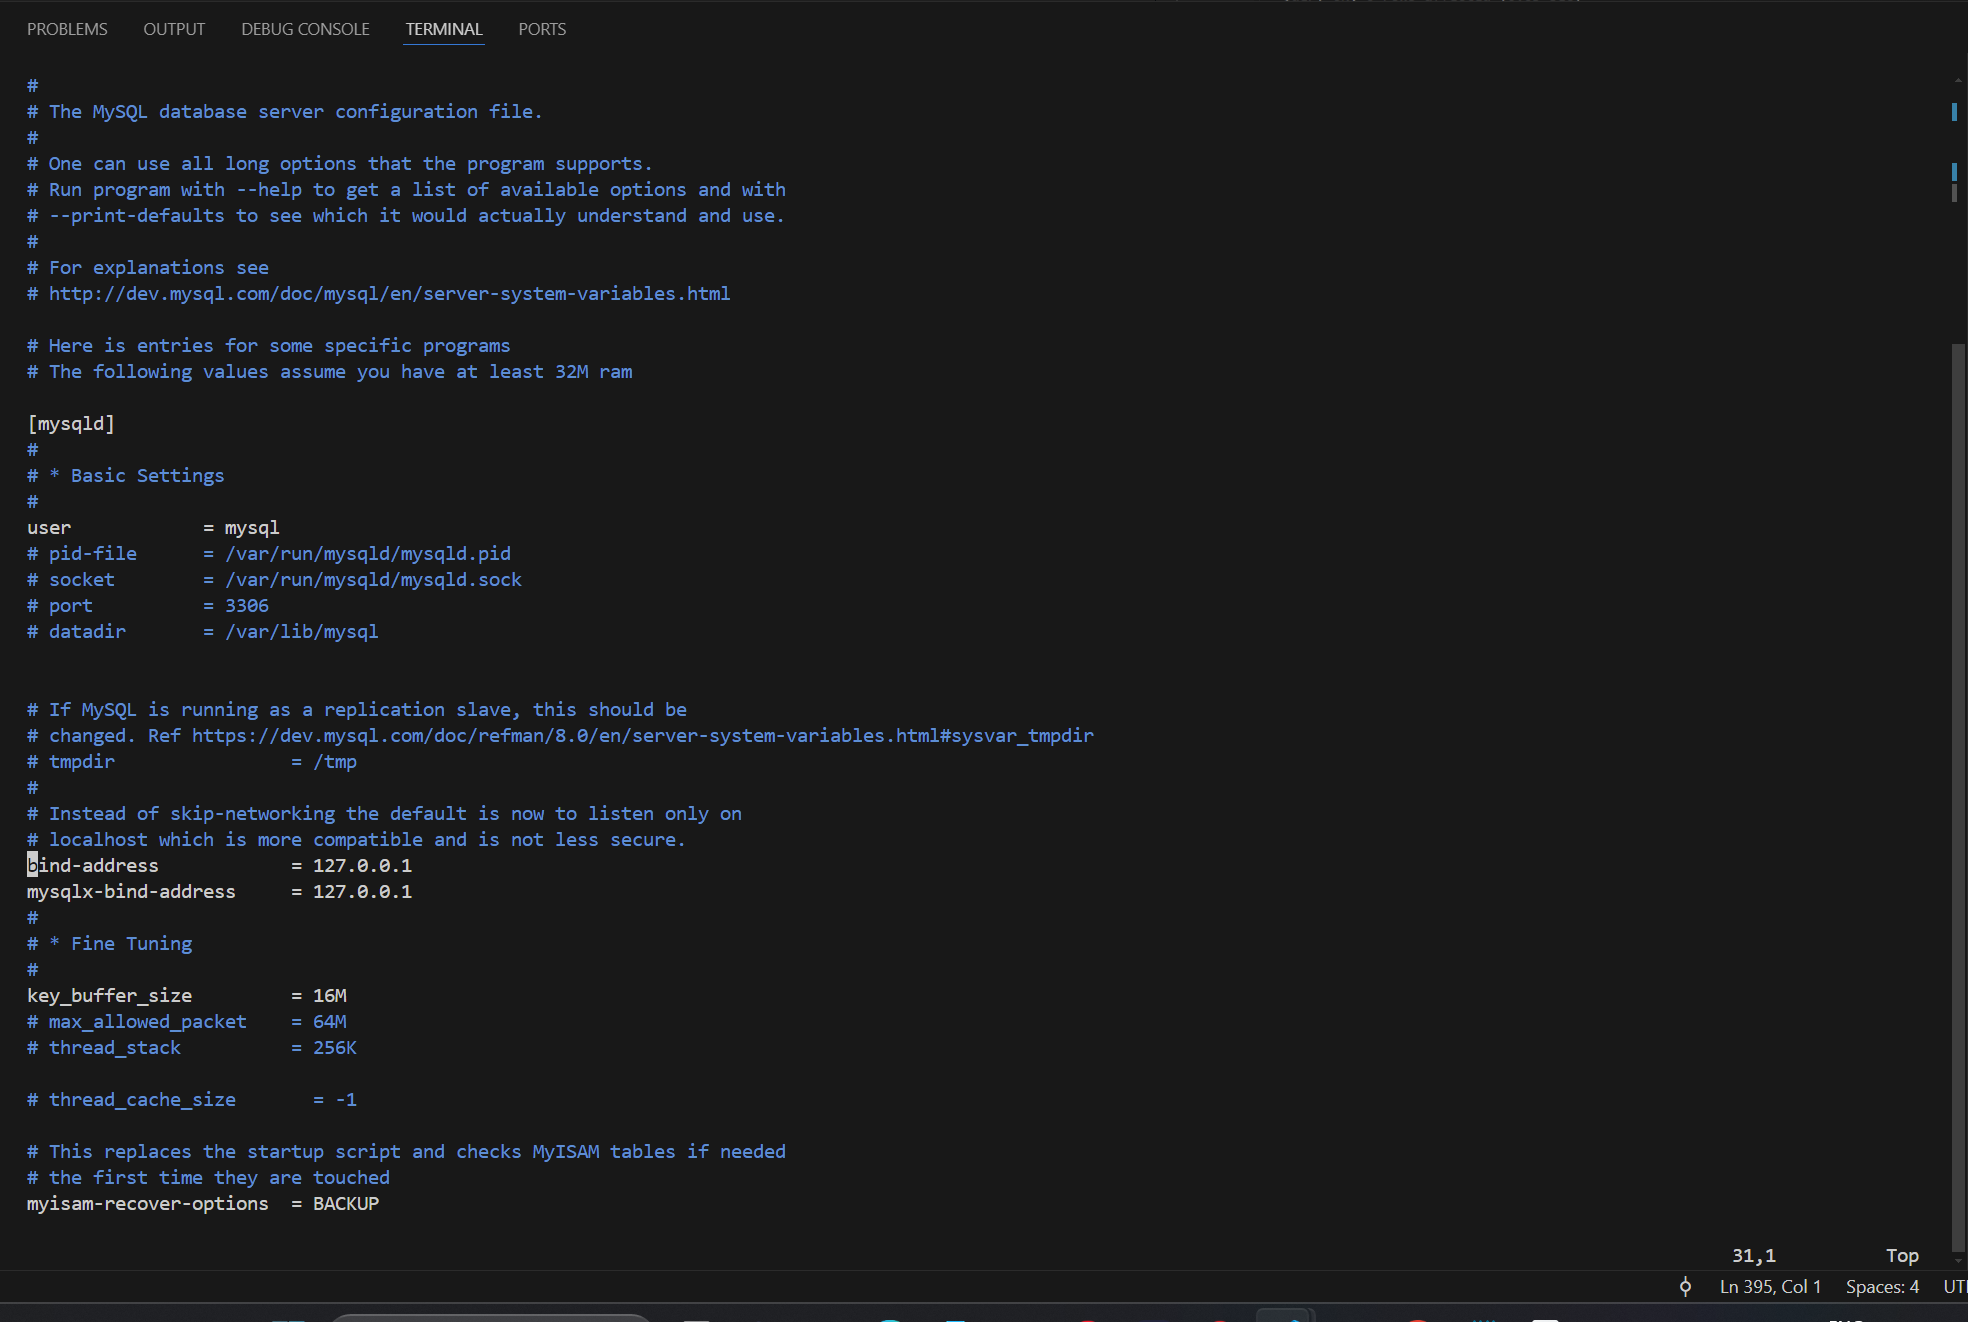 PROBLEMS OUTPUT DEBUG CONSOLE TERMINAL PORTS
#
# The MySQL database server configuration file.
#
# One can use all long options that the program supports.
# Run program with --help to get a list of available options and with
# --print-defaults to see which it would actually understand and use.
#
# For explanations see
# http://dev.mysql.com/doc/mysql/en/server-system-variables.html
# Here is entries for some specific programs
# The following values assume you have at least 32M ram
[mysqld]
#
# * Basic Settings
#
user = mysql
# pid-file = /var/run/mysqld/mysqld.pid
# socket = /var/run/mysqld/mysqld.sock
# port = 3306
# datadir = /var/lib/mysql
# If MySQL is running as a replication slave, this should be
# changed. Ref https://dev.mysql.com/doc/refman/8.0/en/server-system-variables.html#sysvar_tmpdir
# tmpdir = /tmp
#
# Instead of skip-networking the default is now to listen only on
# localhost which is more compatible and is not less secure.
bind-address = 127.0.0.1
mysqlx-bind-address = 127.0.0.1
#
# * Fine Tuning
#
key_buffer_size = 16M
# max_allowed_packet = 64M
# thread_stack = 256K
# thread_cache_size = -1
# This replaces the startup script and checks MyISAM tables if needed
# the first time they are touched
myisam-recover-options = BACKUP
31,1 Top
Ln 395, Col 1 Spaces: 4